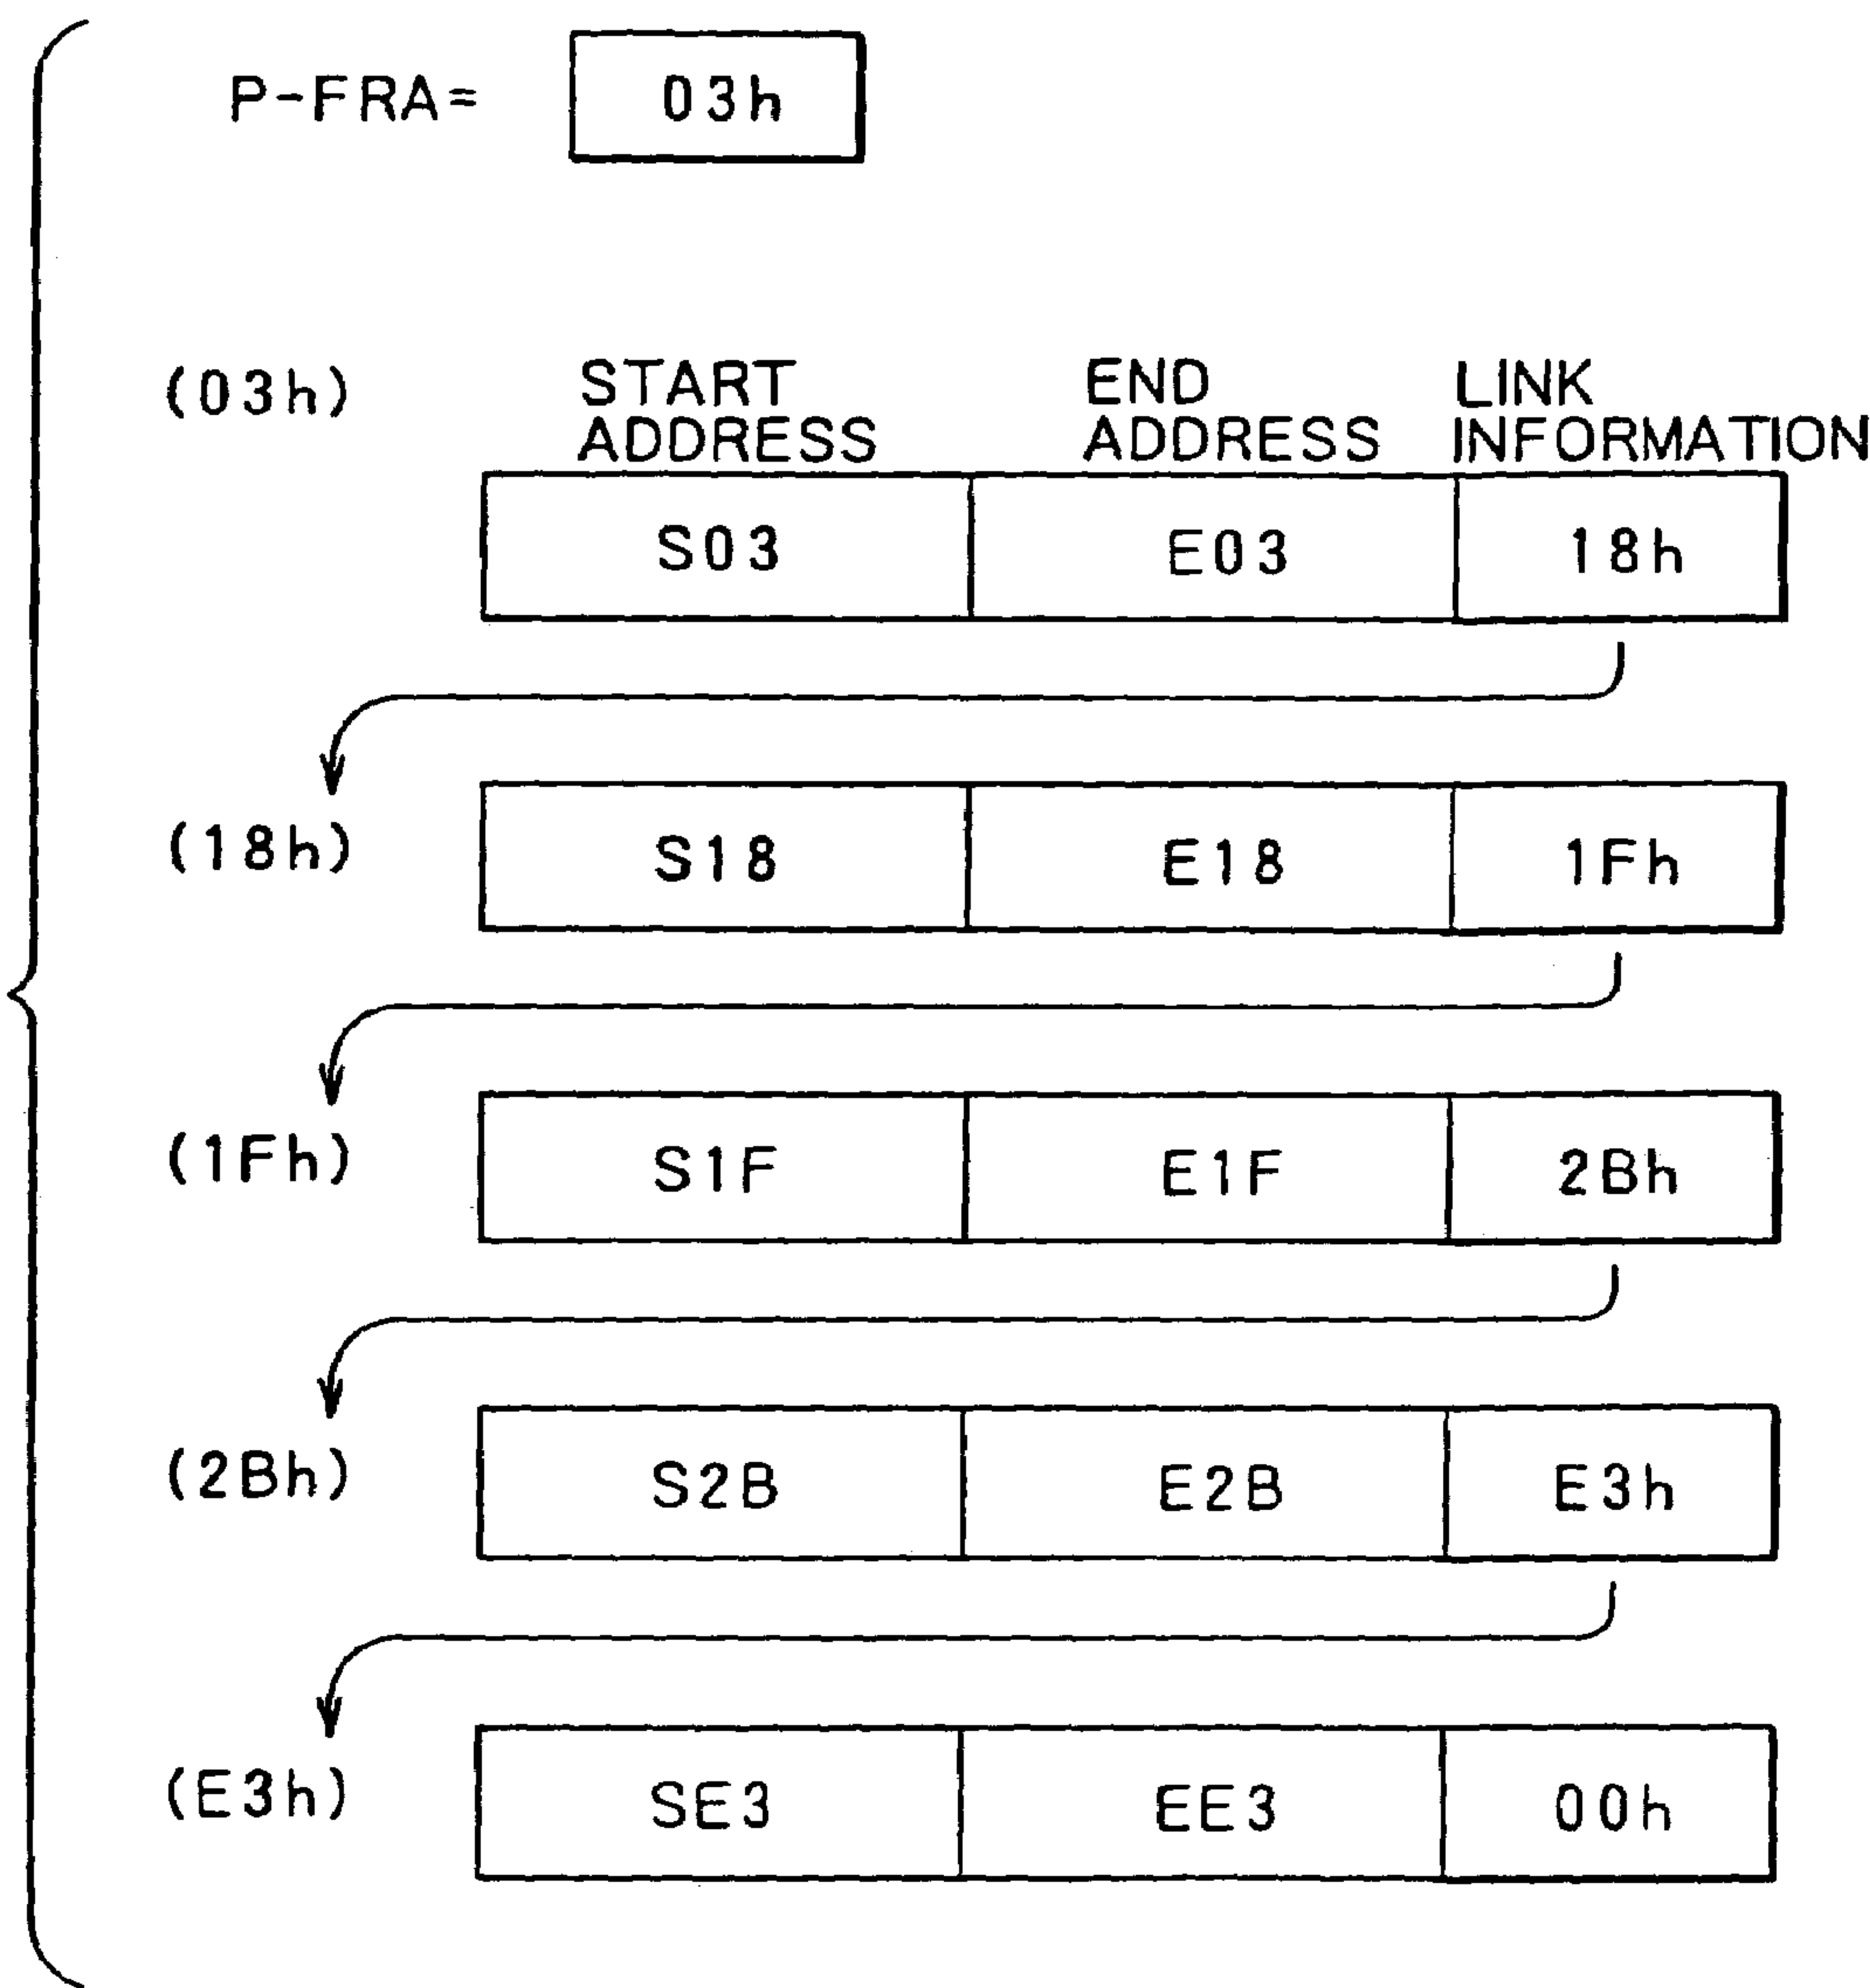 P-FRA= 03h
(03h) START ADDRESS END ADDRESS LINK INFORMATION
S03 E03 18h
(18h) S18 E18 1Fh
(1Fh) S1F E1F 2Bh
(2Bh) S2B E2B E3h
(E3h) SE3 EE3 00h